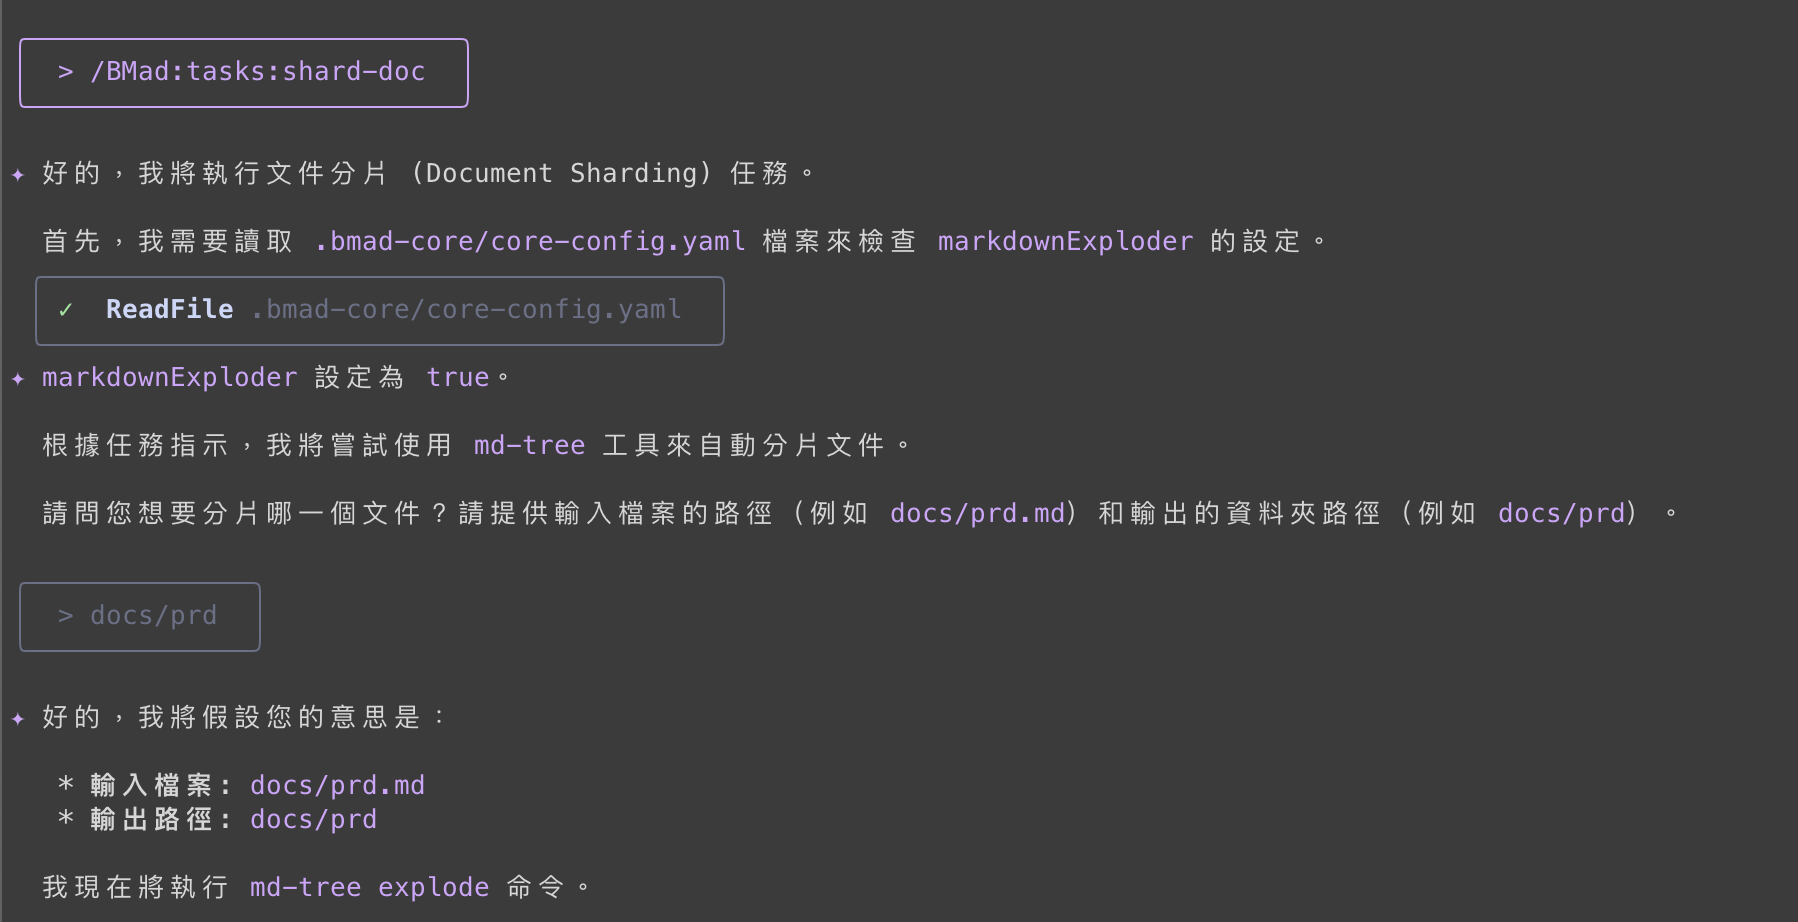 > /BMad:tasks:shard-doc
✦ 好的，我將執行文件分片 (Document Sharding) 任務。
首先，我需要讀取 .bmad-core/core-config.yaml 檔案來檢查 markdownExploder 的設定。
✓ ReadFile .bmad-core/core-config.yaml
✦ markdownExploder 設定為 true。
根據任務指示，我將嘗試使用 md-tree 工具來自動分片文件。
請問您想要分片哪一個文件？請提供輸入檔案的路徑 (例如 docs/prd.md) 和輸出的資料夾路徑 (例如 docs/prd) 。
> docs/prd
✦ 好的，我將假設您的意思是：
* 輸入檔案: docs/prd.md
* 輸出路徑: docs/prd
我現在將執行 md-tree explode 命令。